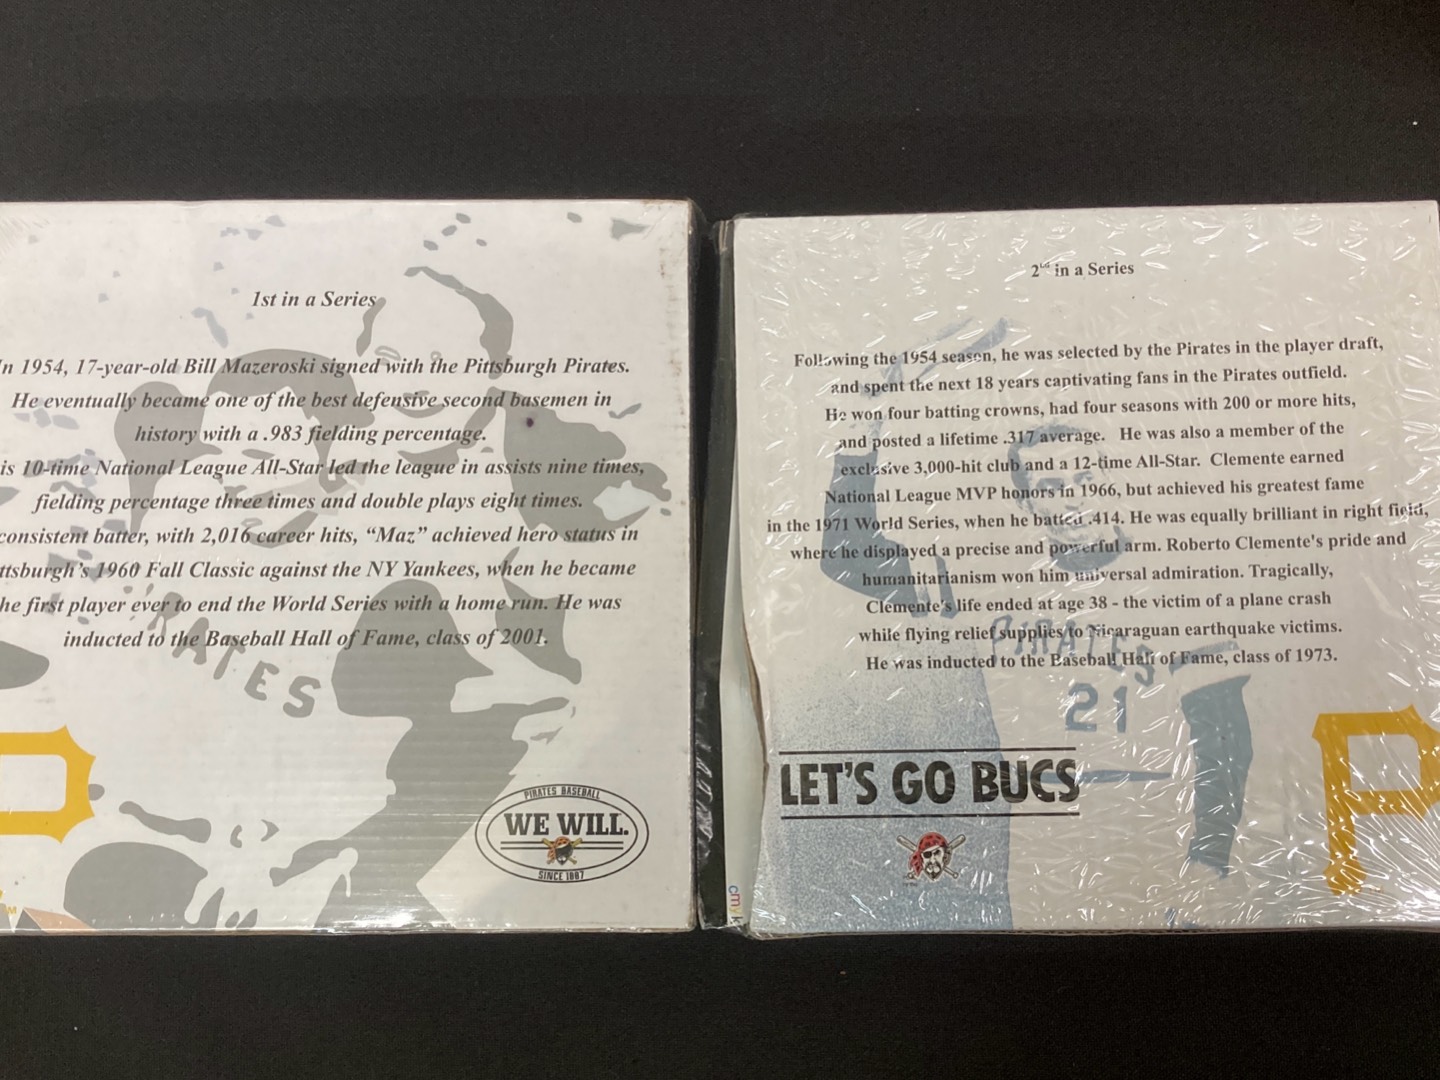 1st in a Series
n 1954, 17-year-old Bill Mazeroski signed with the Pittsburgh Pirates.
He eventually became one of the best defensive second basemen in
history with a .983 fielding percentage.
is 10-time National League All-Star led the league in assists nine times,
fielding percentage three times and double plays eight times.
consistent batter, with 2,016 career hits, “Maz” achieved hero status in
ttsburgh’s 1960 Fall Classic against the NY Yankees, when he became
he first player ever to end the World Series with a home run. He was
inducted to the Baseball Hall of Fame, class of 2001.
RATES
PIRATES BASEBALL
WE WILL.
SINCE 1887
2nd in a Series
Following the 1954 season, he was selected by the Pirates in the player draft,
and spent the next 18 years captivating fans in the Pirates outfield.
He won four batting crowns, had four seasons with 200 or more hits,
and posted a lifetime .317 average. He was also a member of the
exclusive 3,000-hit club and a 12-time All-Star. Clemente earned
National League MVP honors in 1966, but achieved his greatest fame
in the 1971 World Series, when he batted .414. He was equally brilliant in right field,
where he displayed a precise and powerful arm. Roberto Clemente's pride and
humanitarianism won him universal admiration. Tragically,
Clemente's life ended at age 38 - the victim of a plane crash
while flying relief supplies to Nicaraguan earthquake victims.
He was inducted to the Baseball Hall of Fame, class of 1973.
PIRATES
21
LET'S GO BUCS
P
cmyk